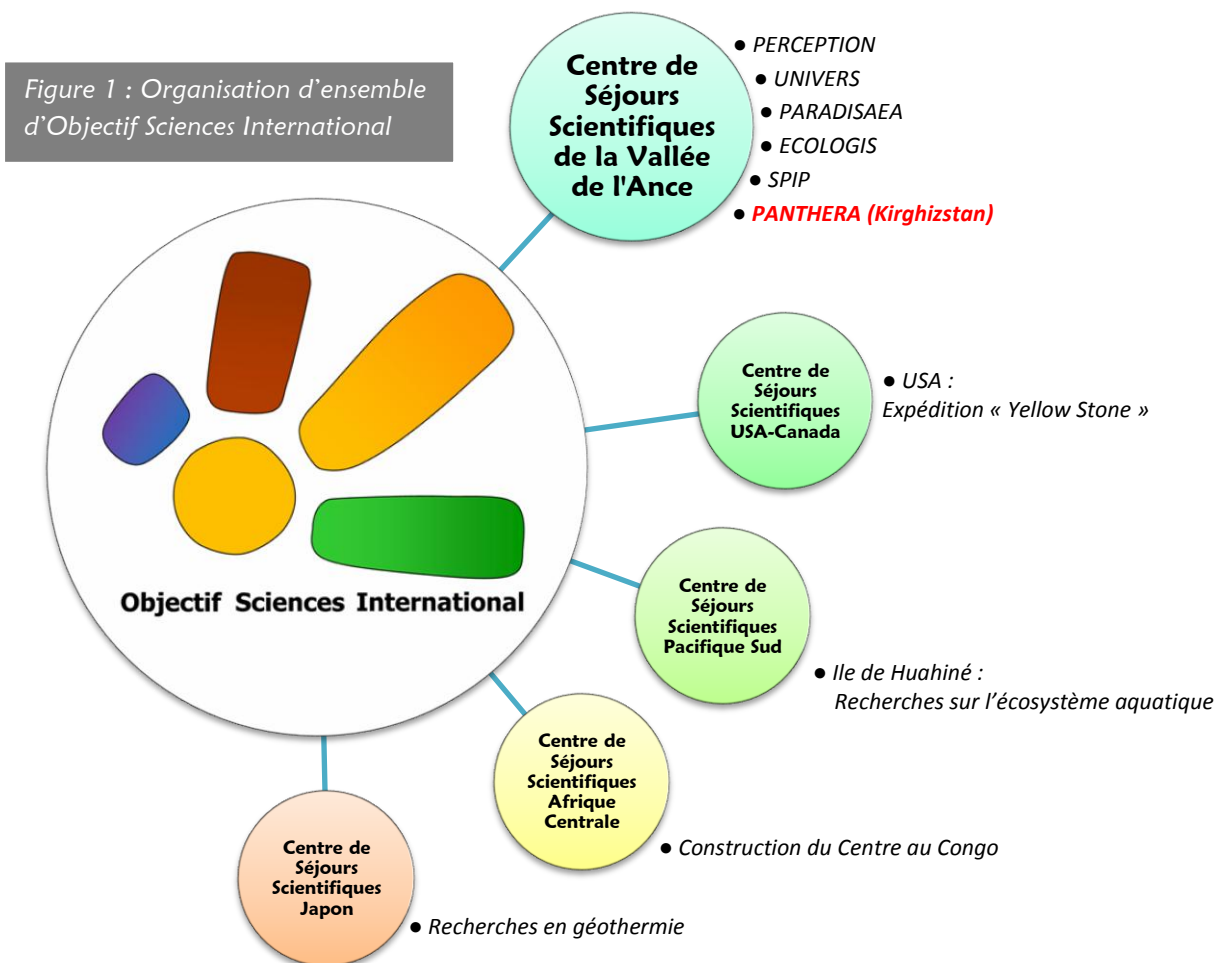 Figure 1 : Organisation d'ensemble
d'Objectif Sciences International
Centre de
Séjours
Scientifiques
de la Vallée
de l'Ance
● PERCEPTION
● UNIVERS
● PARADISAEA
● ECOLOGIS
● SPIP
● PANTHERA (Kirghizstan)
Objectif Sciences International
Centre de
Séjours
Scientifiques
USA-Canada
● USA :
Expédition « Yellow Stone »
Centre de
Séjours
Scientifiques
Pacifique Sud
● Ile de Huahiné :
Recherches sur l'écosystème aquatique
Centre de
Séjours
Scientifiques
Afrique
Centrale
● Construction du Centre au Congo
Centre de
Séjours
Scientifiques
Japon
● Recherches en géothermie